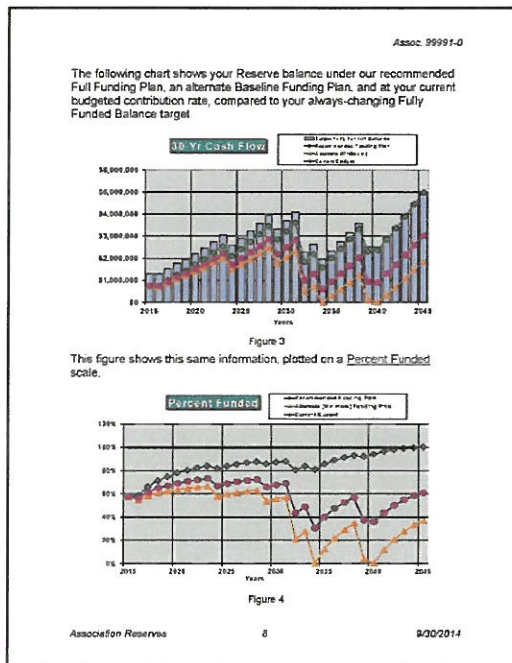 Assoc. 99991-0
The following chart shows your Reserve balance under our recommended
Full Funding Plan, an alternate Baseline Funding Plan, and at your current
budgeted contribution rate, compared to your always-changing Fully
Funded Balance target
30-Yr Cash Flow
$6,000,000
$5,000,000
$4,000,000
$3,000,000
$2,000,000
$1,000,000
$0
2015 2020 2025 2030 2035 2040 2045
Years
Figure 3
This figure shows this same information, plotted on a Percent Funded
scale.
Percent Funded
120%
100%
80%
60%
40%
20%
0%
2015 2020 2025 2030 2035 2040 2045
Years
Figure 4
Association Reserves 8 9/30/2014